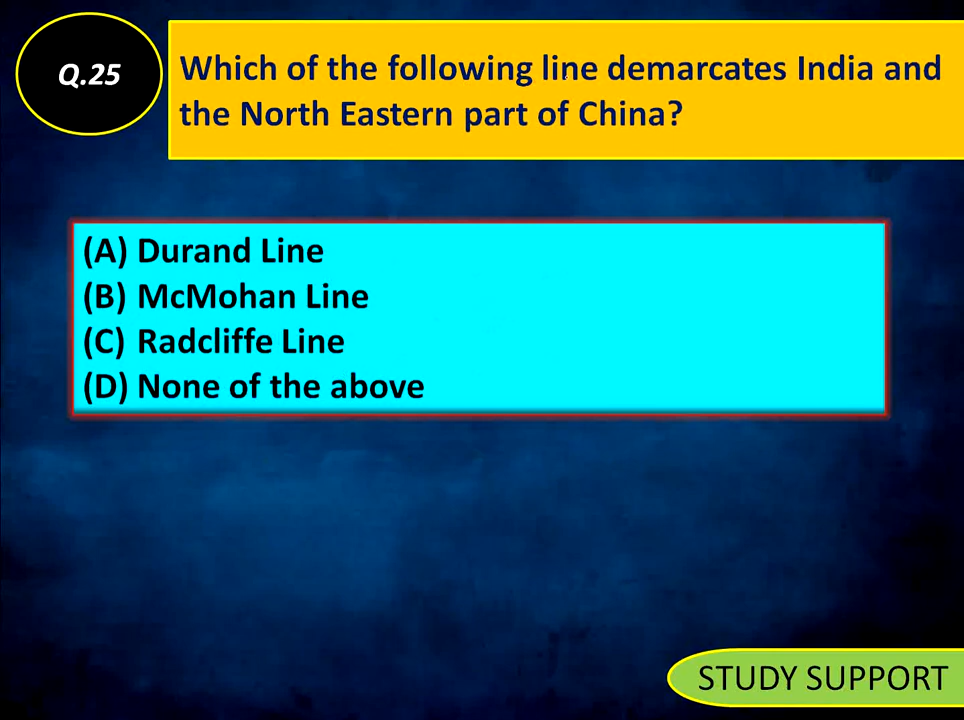 Q.25
Which of the following line demarcates India and
the North Eastern part of China?
(A) Durand Line
(B) McMohan Line
(C) Radcliffe Line
(D) None of the above
STUDY SUPPORT